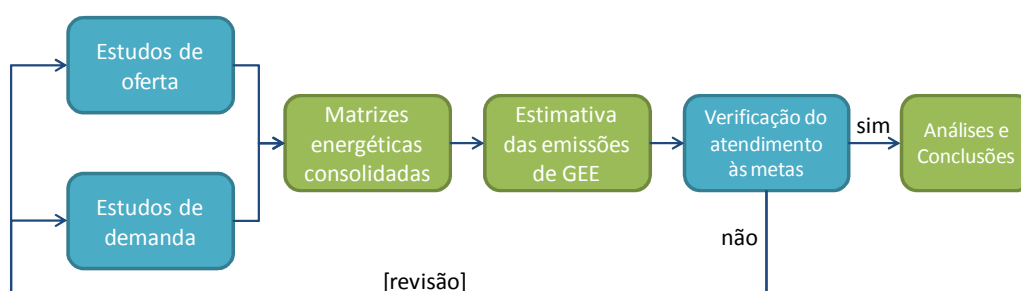 Estudos de
oferta
Estudos de
demanda
Matrizes
energéticas
consolidadas
Estimativa
das emissões
de GEE
Verificação do
atendimento
às metas
sim
Análises e
Conclusões
não
[revisão]